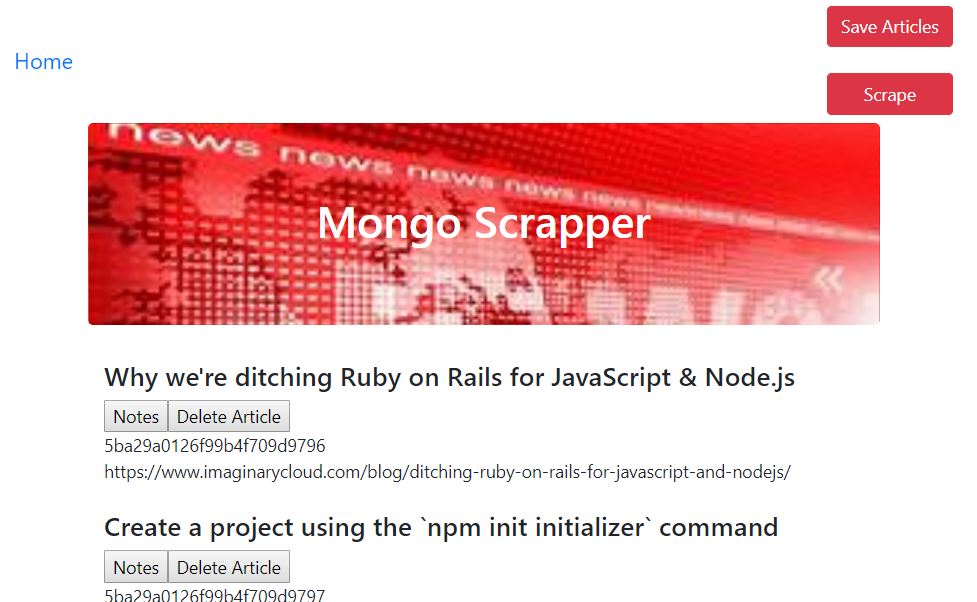 Save Articles
Home
Scrape
news news news news news news
Mongo Scrapper
Why we're ditching Ruby on Rails for JavaScript & Node.js
Notes Delete Article
5ba29a0126f99b4f709d9796
https://www.imaginarycloud.com/blog/ditching-ruby-on-rails-for-javascript-and-nodejs/
Create a project using the `npm init initializer` command
Notes Delete Article
5ba29a0126f99b4f709d9797